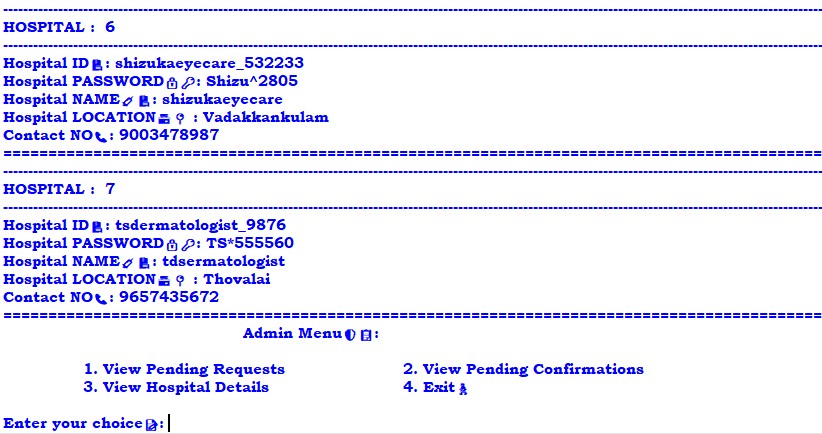 HOSPITAL : 6
Hospital ID: shizukaeyecare_532233
Hospital PASSWORD: Shizu^2805
Hospital NAME: shizukaeyecare
Hospital LOCATION : Vadakkankulam
Contact NO: 9003478987
==========================================================================================
HOSPITAL : 7
Hospital ID: tsdermatologist_9876
Hospital PASSWORD: TS*555560
Hospital NAME: tdsermatologist
Hospital LOCATION : Thovalai
Contact NO: 9657435672
==========================================================================================
Admin Menu:
1. View Pending Requests 2. View Pending Confirmations
3. View Hospital Details 4. Exit
Enter your choice: